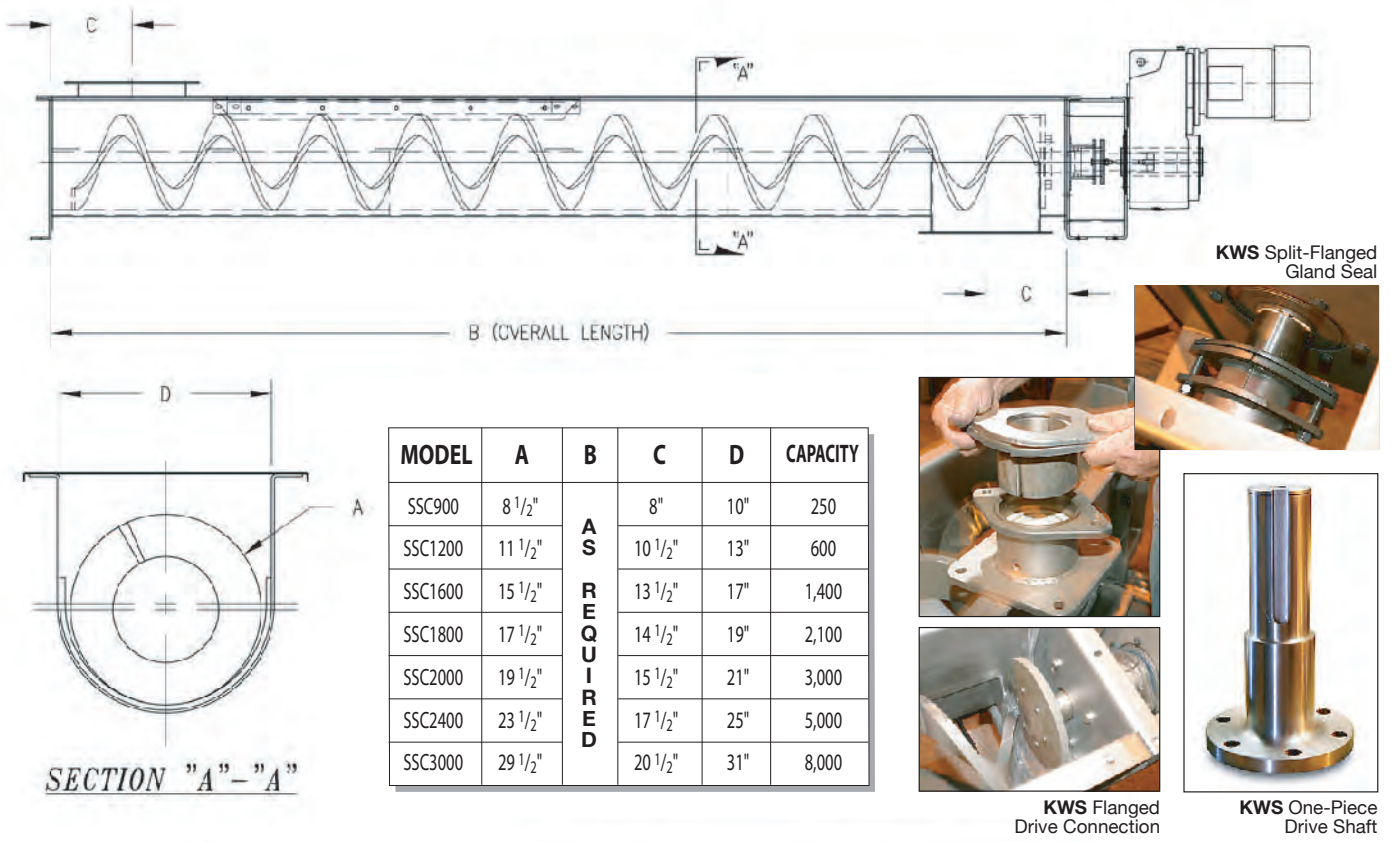 C
"A"
"A"
C
B (OVERALL LENGTH)
KWS Split-Flanged
Gland Seal
D
A
SECTION "A"-"A"
MODEL A B C D CAPACITY
AS REQUIRED
SSC900 8 1/2" 8" 10" 250
SSC1200 11 1/2" 10 1/2" 13" 600
SSC1600 15 1/2" 13 1/2" 17" 1,400
SSC1800 17 1/2" 14 1/2" 19" 2,100
SSC2000 19 1/2" 15 1/2" 21" 3,000
SSC2400 23 1/2" 17 1/2" 25" 5,000
SSC3000 29 1/2" 20 1/2" 31" 8,000
KWS Flanged
Drive Connection
KWS One-Piece
Drive Shaft